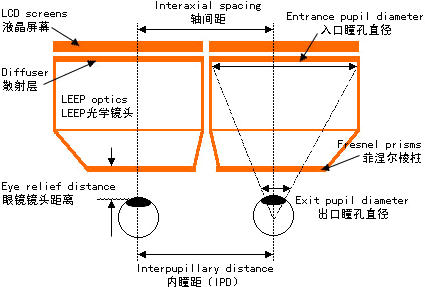 LCD screens
液晶屏幕
Interaxial spacing
轴间距
Entrance pupil diameter
入口瞳孔直径
Diffuser
散射层
LEEP optics
LEEP光学镜头
Fresnel prisms
菲涅尔棱柱
Eye relief distance
眼镜镜头距离
Exit pupil diameter
出口瞳孔直径
Interpupillary distance
内瞳距（IPD）